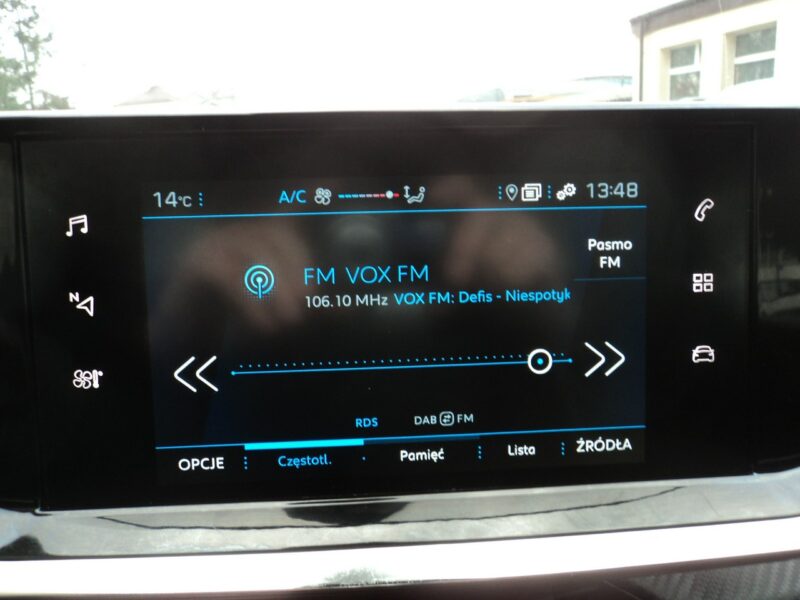 14°C
A/C
13:48
Pasmo
FM
FM VOX FM
106.10 MHz VOX FM: Defis - Niespotyk
N
RDS
DAB FM
OPCJE
Częstotl.
Pamięć
Lista
ŹRÓDŁA